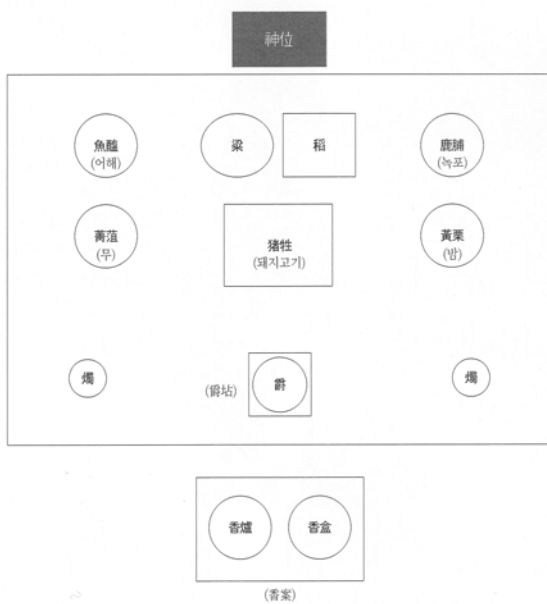 神位
魚醢
(어해)
粱
稻
鹿脯
(녹포)
菁菹
(무)
猪牲
(돼지고기)
黃栗
(밤)
燭
(爵坫)
爵
燭
香爐
香盒
(香案)